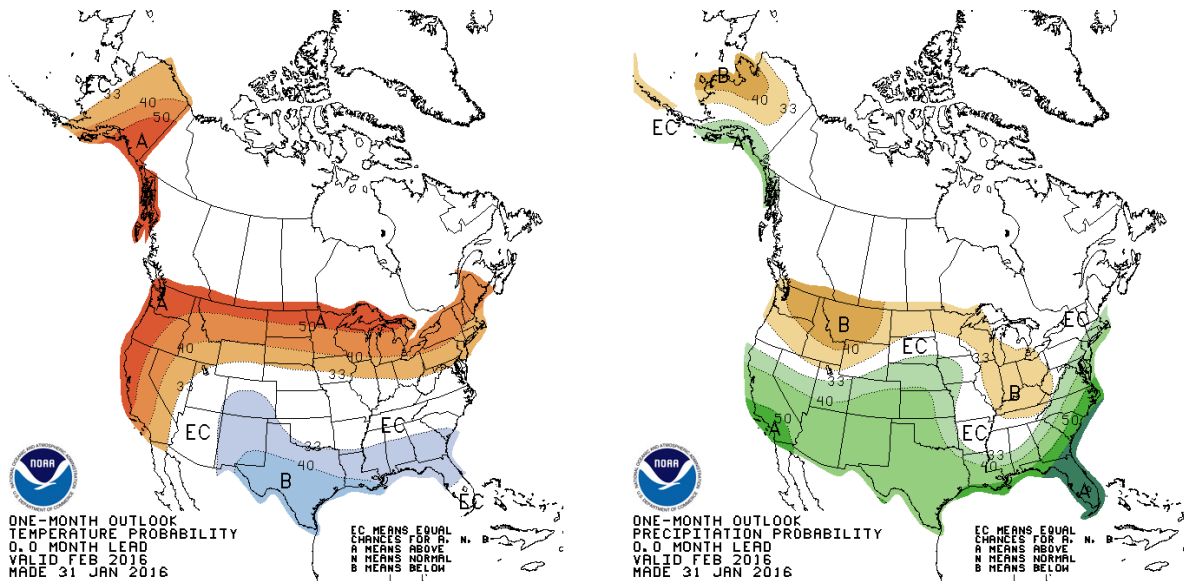 EC
33
40
50
A
A
A
50
40
33
33
EC
EC
33
40
B
EC
NOAA
ONE-MONTH OUTLOOK
TEMPERATURE PROBABILITY
0.0 MONTH LEAD
VALID FEB 2016
MADE 31 JAN 2016
EC MEANS EQUAL
CHANCES FOR A, N, B
A MEANS ABOVE
N MEANS NORMAL
B MEANS BELOW
B
40
33
EC
A
B
40
EC
EC
33
33
40
B
50
A
50
EC
33
40
A
NOAA
ONE-MONTH OUTLOOK
PRECIPITATION PROBABILITY
0.0 MONTH LEAD
VALID FEB 2016
MADE 31 JAN 2016
EC MEANS EQUAL
CHANCES FOR A, N, B
A MEANS ABOVE
N MEANS NORMAL
B MEANS BELOW